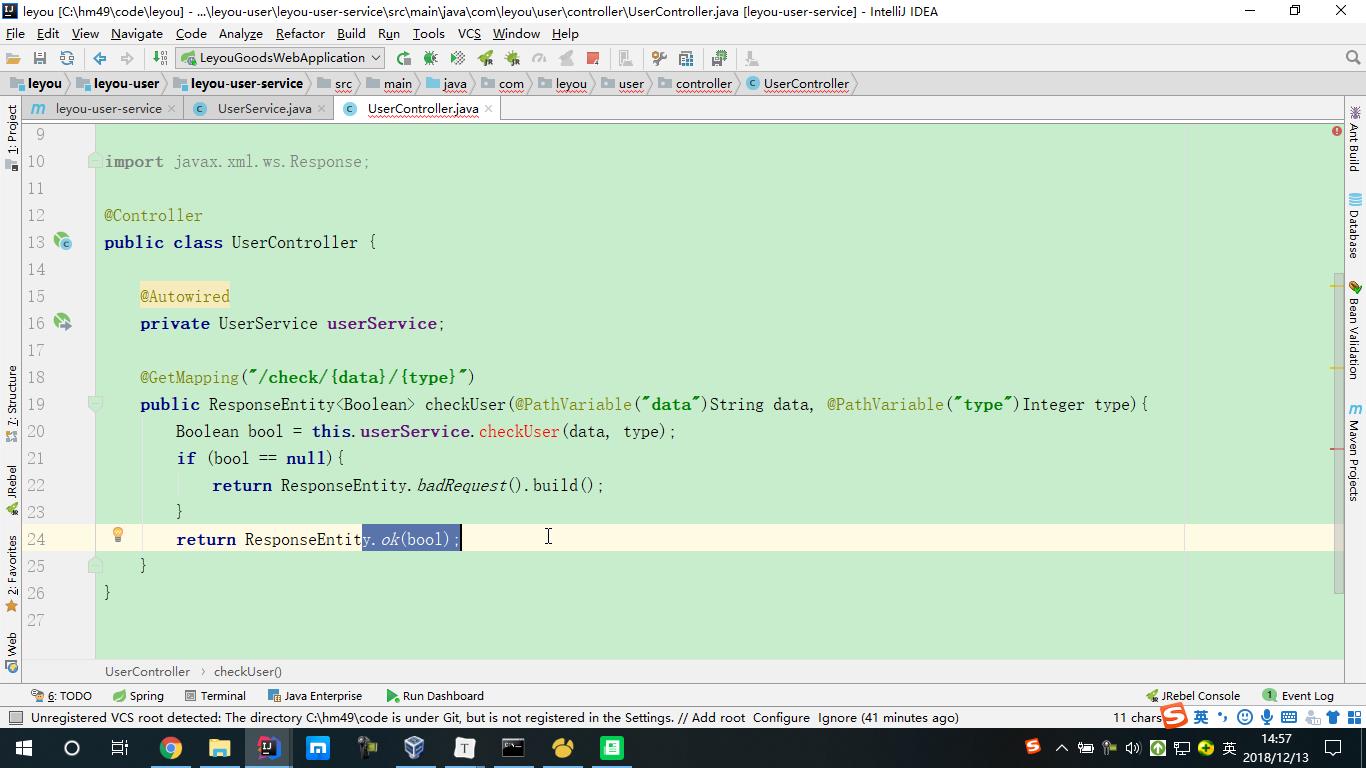 leyou [C:\hm49\code\leyou] - ...\leyou-user\leyou-user-service\src\main\java\com\leyou\user\controller\UserController.java [leyou-user-service] - IntelliJ IDEA
File Edit View Navigate Code Analyze Refactor Build Run Tools VCS Window Help
LeyouGoodsWebApplication
leyou leyou-user leyou-user-service src main java com leyou user controller UserController
leyou-user-service UserService.java UserController.java
9
10 import javax.xml.ws.Response;
11
12 @Controller
13 public class UserController {
14
15 @Autowired
16 private UserService userService;
17
18 @GetMapping("/check/{data}/{type}")
19 public ResponseEntity<Boolean> checkUser(@PathVariable("data")String data, @PathVariable("type")Integer type){
20 Boolean bool = this.userService.checkUser(data, type);
21 if (bool == null){
22 return ResponseEntity.badRequest().build();
23 }
24 return ResponseEntity.ok(bool);
25 }
26 }
27
1: Project
7: Structure
JRebel
2: Favorites
Web
Ant Build
Database
Bean Validation
Maven Projects
UserController › checkUser()
6: TODO Spring Terminal Java Enterprise Run Dashboard JRebel Console 1 Event Log
Unregistered VCS root detected: The directory C:\hm49\code is under Git, but is not registered in the Settings. // Add root Configure Ignore (41 minutes ago) 11 chars
英
英 14:57
2018/12/13